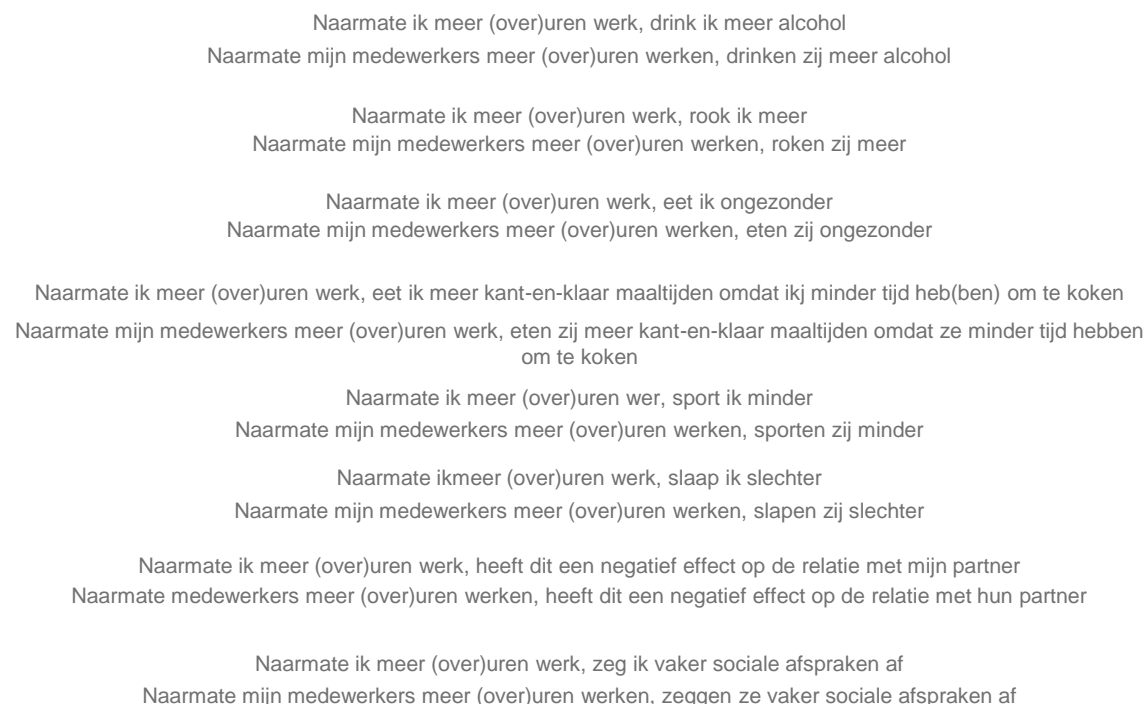 Naarmate ik meer (over)uren werk, drink ik meer alcohol
Naarmate mijn medewerkers meer (over)uren werken, drinken zij meer alcohol
Naarmate ik meer (over)uren werk, rook ik meer
Naarmate mijn medewerkers meer (over)uren werken, roken zij meer
Naarmate ik meer (over)uren werk, eet ik ongezonder
Naarmate mijn medewerkers meer (over)uren werken, eten zij ongezonder
Naarmate ik meer (over)uren werk, eet ik meer kant-en-klaar maaltijden omdat ikj minder tijd heb(ben) om te koken
Naarmate mijn medewerkers meer (over)uren werk, eten zij meer kant-en-klaar maaltijden omdat ze minder tijd hebben
om te koken
Naarmate ik meer (over)uren wer, sport ik minder
Naarmate mijn medewerkers meer (over)uren werken, sporten zij minder
Naarmate ikmeer (over)uren werk, slaap ik slechter
Naarmate mijn medewerkers meer (over)uren werken, slapen zij slechter
Naarmate ik meer (over)uren werk, heeft dit een negatief effect op de relatie met mijn partner
Naarmate medewerkers meer (over)uren werken, heeft dit een negatief effect op de relatie met hun partner
Naarmate ik meer (over)uren werk, zeg ik vaker sociale afspraken af
Naarmate mijn medewerkers meer (over)uren werken, zeggen ze vaker sociale afspraken af